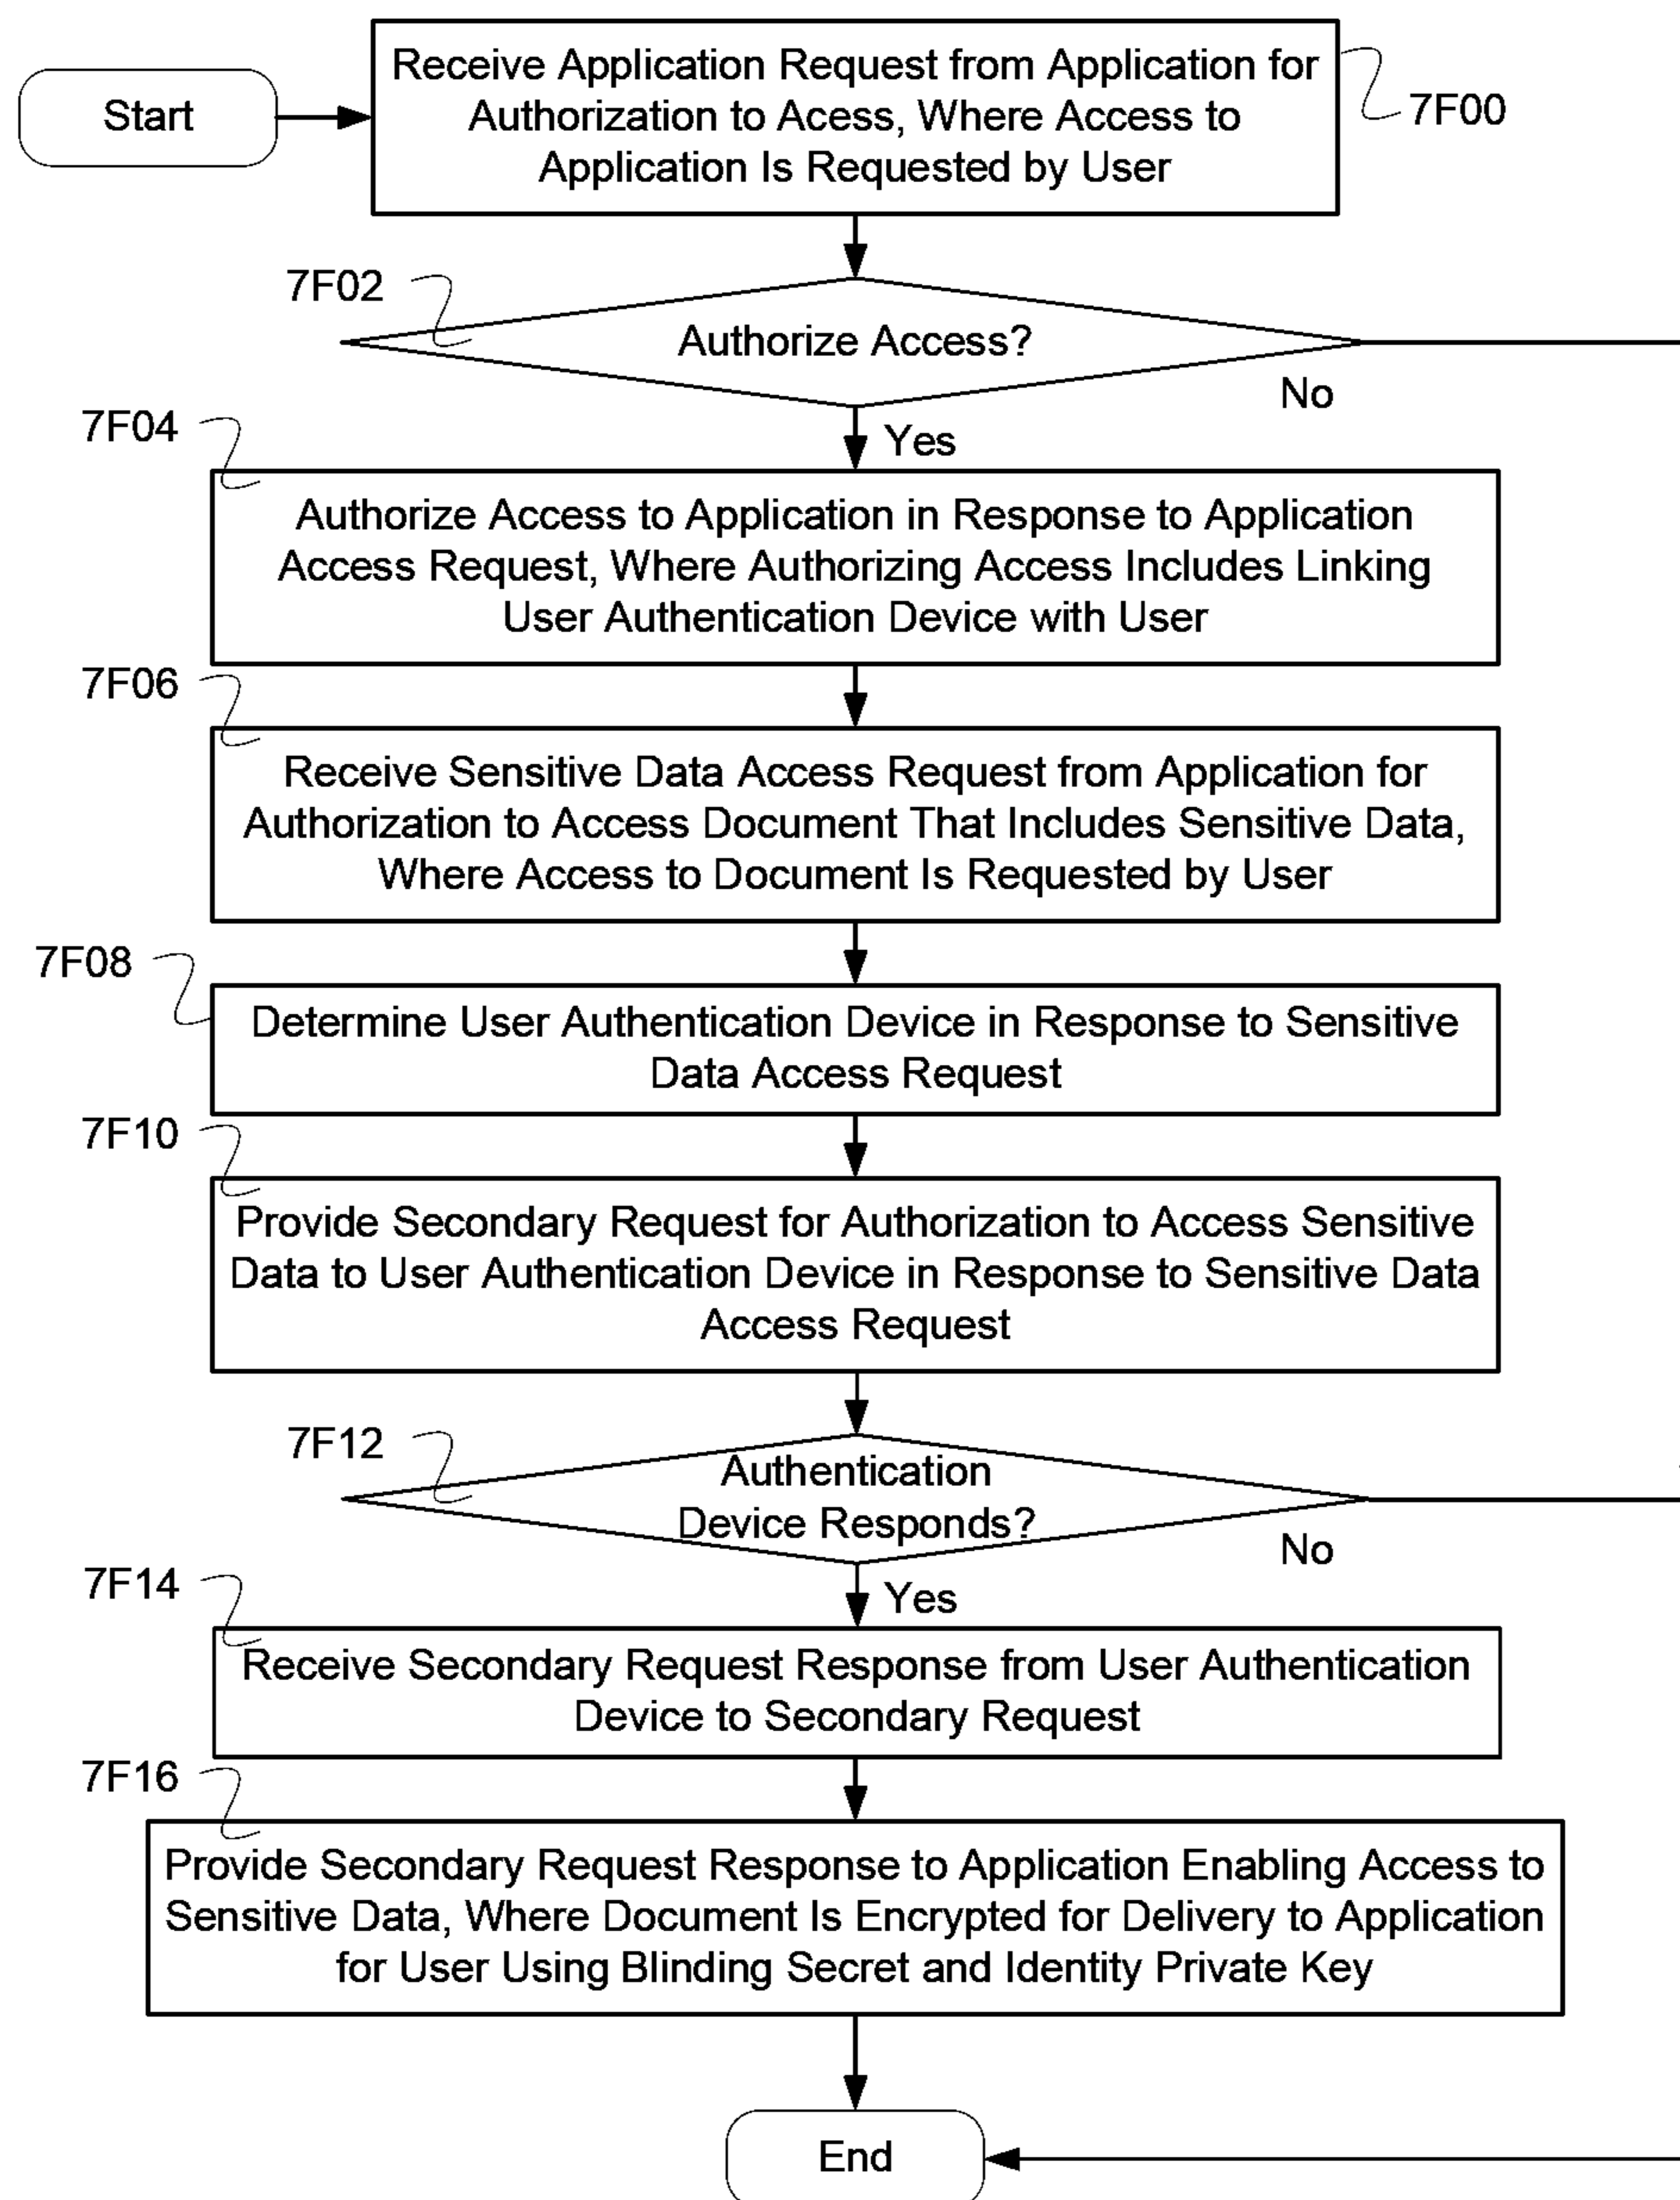 Start
Receive Application Request from Application for
Authorization to Acess, Where Access to
Application Is Requested by User
7F00
7F02
Authorize Access?
No
Yes
7F04
Authorize Access to Application in Response to Application
Access Request, Where Authorizing Access Includes Linking
User Authentication Device with User
7F06
Receive Sensitive Data Access Request from Application for
Authorization to Access Document That Includes Sensitive Data,
Where Access to Document Is Requested by User
7F08
Determine User Authentication Device in Response to Sensitive
Data Access Request
7F10
Provide Secondary Request for Authorization to Access Sensitive
Data to User Authentication Device in Response to Sensitive Data
Access Request
7F12
Authentication
Device Responds?
No
Yes
7F14
Receive Secondary Request Response from User Authentication
Device to Secondary Request
7F16
Provide Secondary Request Response to Application Enabling Access to
Sensitive Data, Where Document Is Encrypted for Delivery to Application
for User Using Blinding Secret and Identity Private Key
End